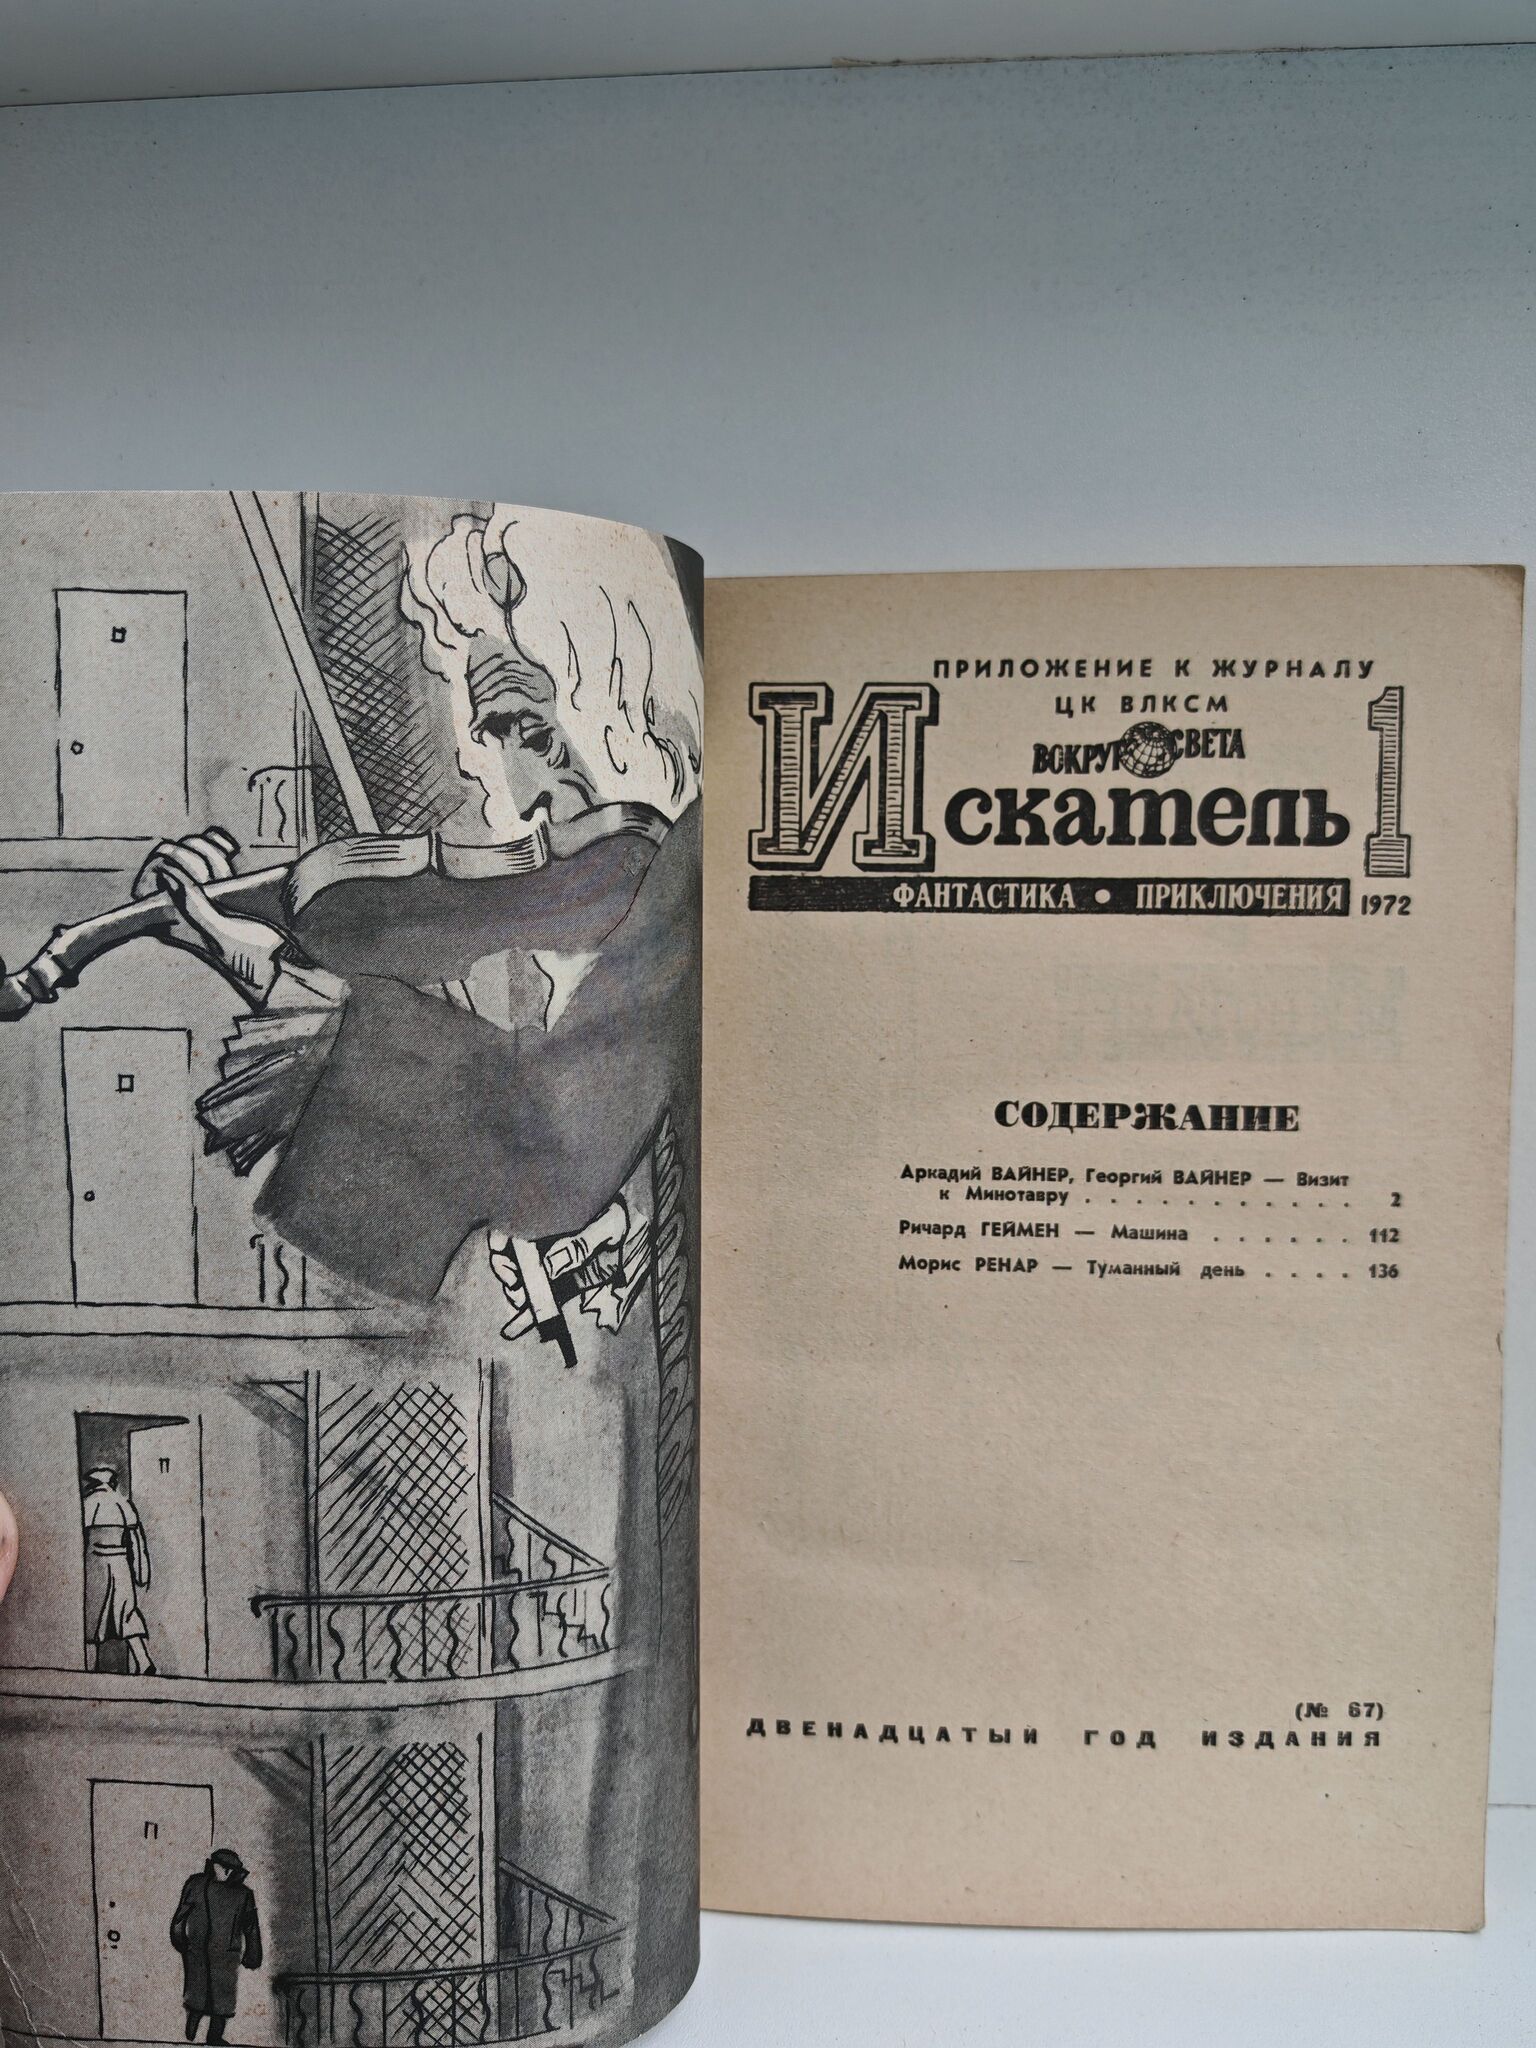 ПРИЛОЖЕНИЕ К ЖУРНАЛУ
ЦК ВЛКСМ
ВОКРУГ СВЕТА
Искатель 1
ФАНТАСТИКА • ПРИКЛЮЧЕНИЯ 1972
СОДЕРЖАНИЕ
Аркадий ВАЙНЕР, Георгий ВАЙНЕР — Визит
к Минотавру . . . . . . . . . . . 2
Ричард ГЕЙМЕН — Машина . . . . . . 112
Морис РЕНАР — Туманный день . . . . 136
(№ 67)
ДВЕНАДЦАТЫЙ ГОД ИЗДАНИЯ